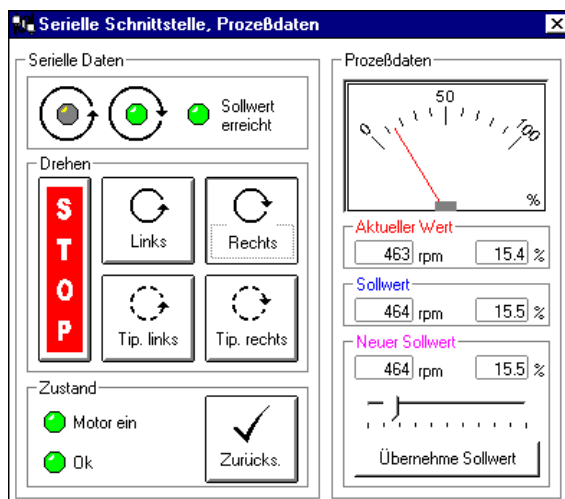 Serielle Schnittstelle, Prozeßdaten
Serielle Daten
Sollwert
erreicht
Drehen
STOP
Links
Rechts
Tip. links
Tip. rechts
Zustand
Motor ein
Ok
Zurücks.
Prozeßdaten
0 50 100
%
Aktueller Wert
463 rpm 15.4 %
Sollwert
464 rpm 15.5 %
Neuer Sollwert
464 rpm 15.5 %
Übernehme Sollwert